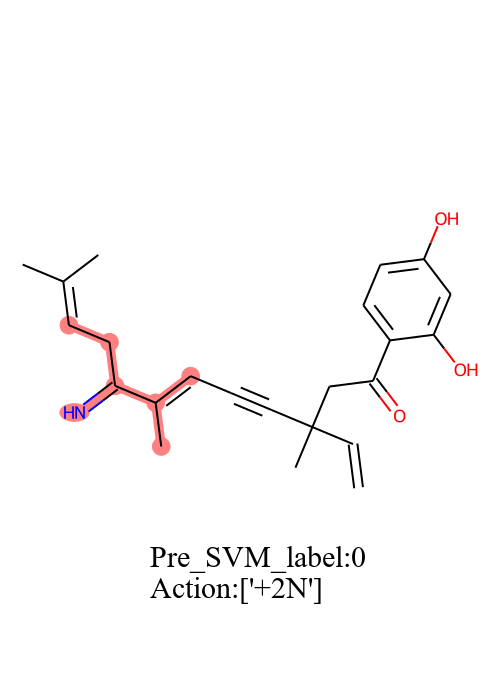 OH
OH
HN
O
Pre_SVM_label:0
Action:['+2N']